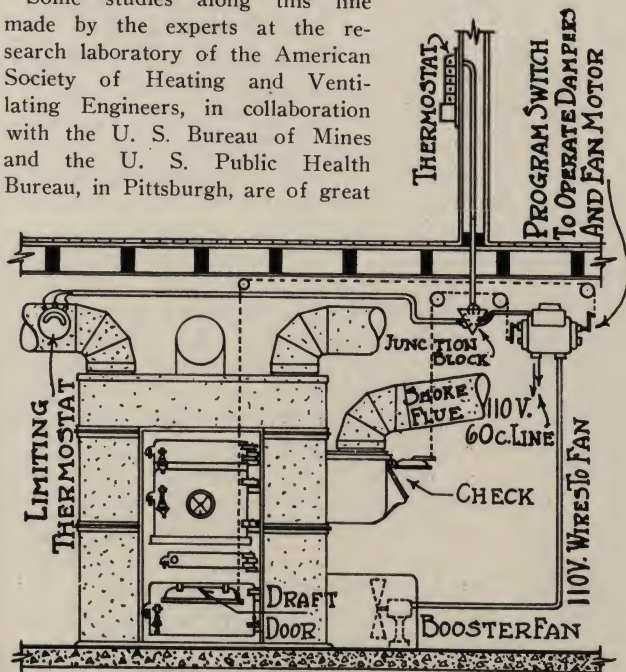 Some studies along this line
made by the experts at the re-
search laboratory of the American
Society of Heating and Venti-
lating Engineers, in collaboration
with the U. S. Bureau of Mines
and the U. S. Public Health
Bureau, in Pittsburgh, are of great
THERMOSTAT
PROGRAM SWITCH
TO OPERATE DAMPERS
AND FAN MOTOR
JUNCTION
BLOCK
SMOKE
FLUE
110 V.
60C. LINE
LIMITING
THERMOSTAT
CHECK
110V. WIRES TO FAN
DRAFT
DOOR
BOOSTER FAN